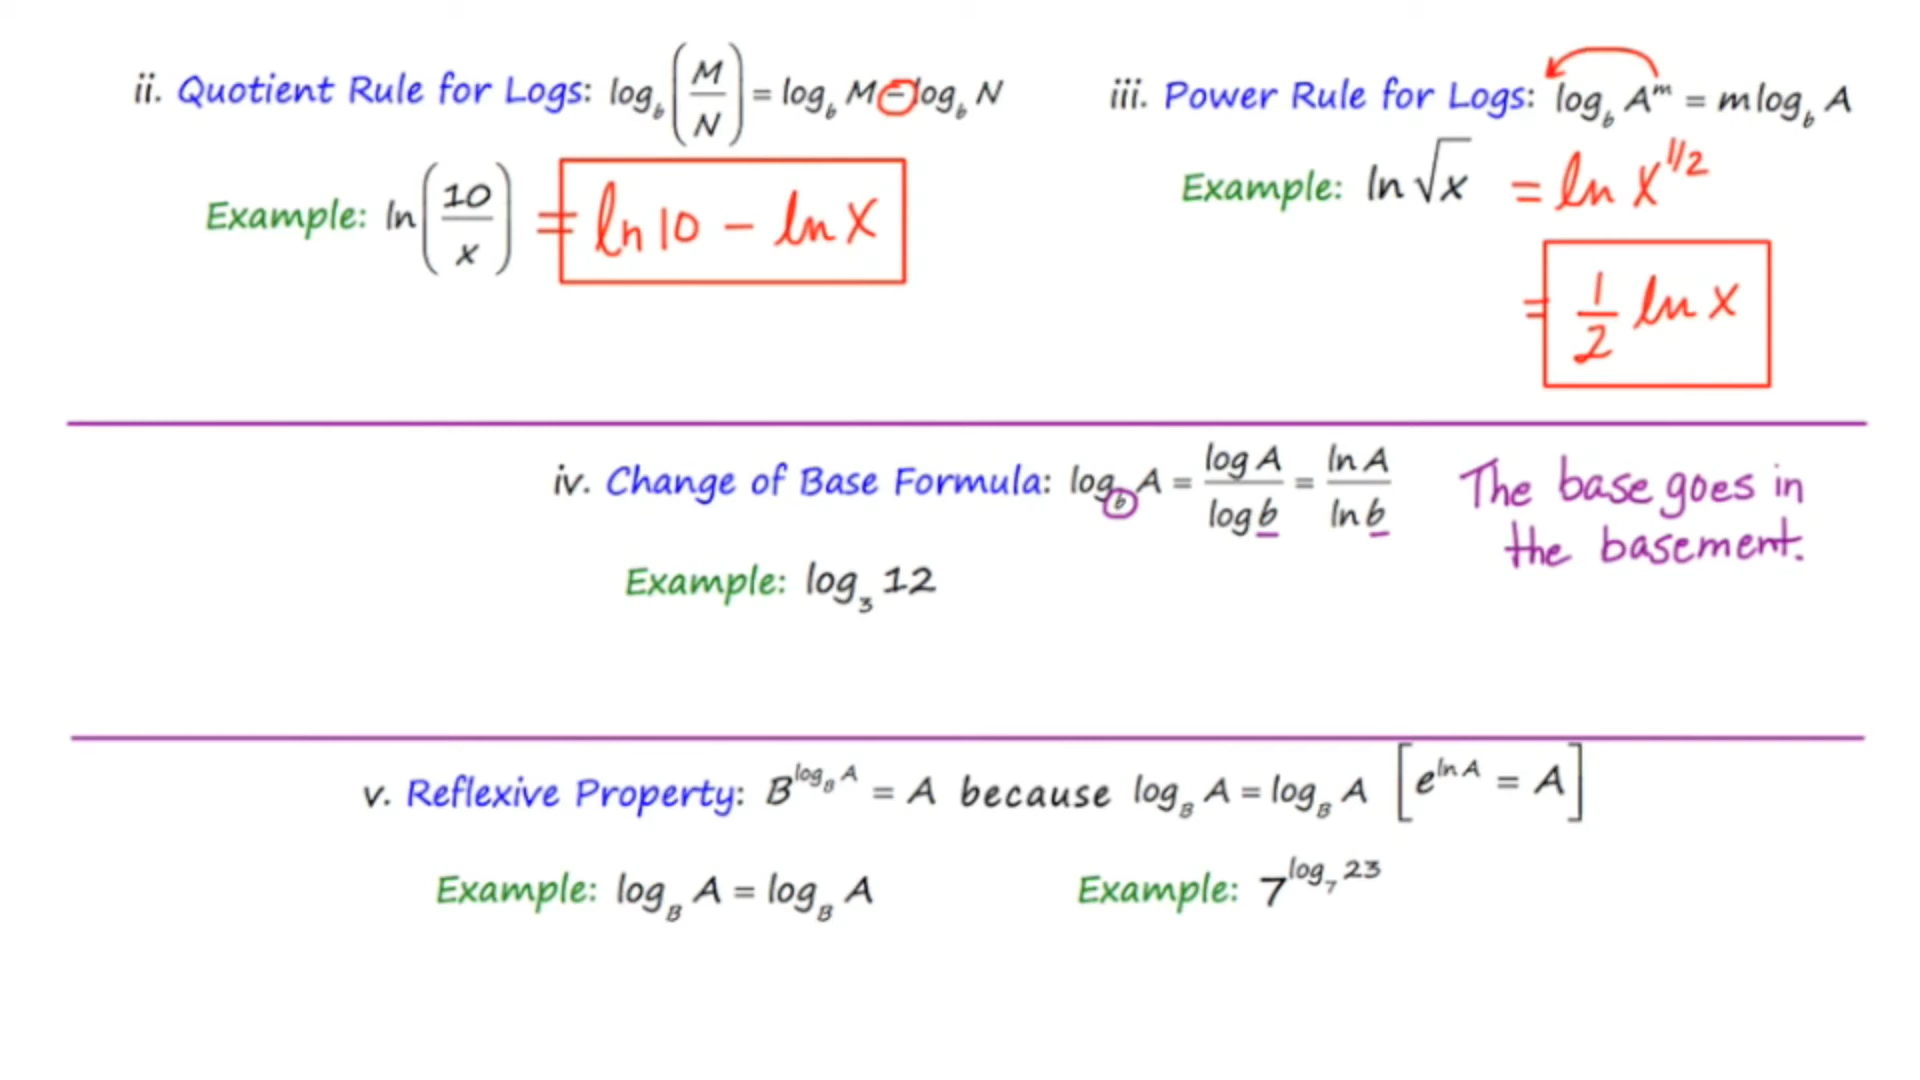 ii. Quotient Rule for Logs: log_b (M/N) = log_b M − log_b N
Example: ln(10/x) = ln 10 − ln x
iii. Power Rule for Logs: log_b A^m = m log_b A
Example: ln √x = ln x^1/2
= 1/2 ln x
iv. Change of Base Formula: log_b A = log A / log b = ln A / ln b
The base goes in
the basement.
Example: log_3 12
v. Reflexive Property: B^(log_B A) = A because log_B A = log_B A [e^(ln A) = A]
Example: log_B A = log_B A
Example: 7^(log_7 23)